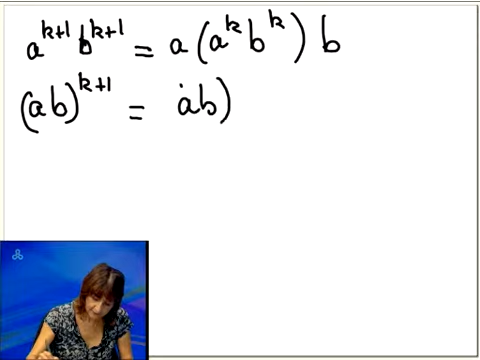 a^{k+1} b^{k+1} = a (a^k b^k) b
(ab)^{k+1} = ab)